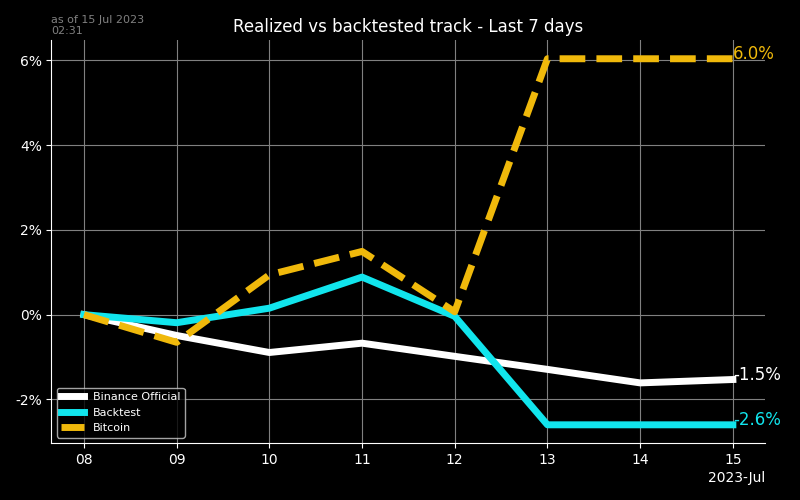 as of 15 Jul 2023
02:31
Realized vs backtested track - Last 7 days
6%
4%
2%
0%
-2%
6.0%
-1.5%
-2.6%
Binance Official
Backtest
Bitcoin
08 09 10 11 12 13 14 15
2023-Jul